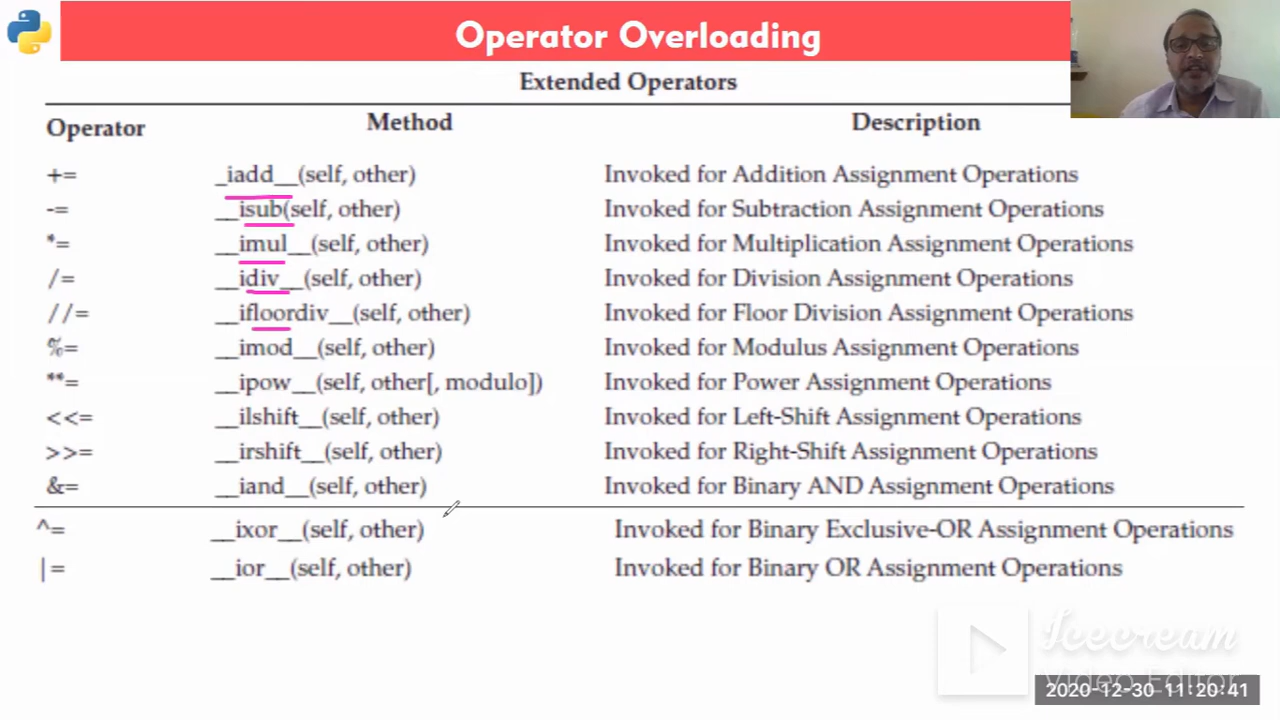 Operator Overloading
Extended Operators
Operator Method Description
+= _iadd__(self, other) Invoked for Addition Assignment Operations
-= __isub(self, other) Invoked for Subtraction Assignment Operations
*= __imul__(self, other) Invoked for Multiplication Assignment Operations
/= __idiv__(self, other) Invoked for Division Assignment Operations
//= __ifloordiv__(self, other) Invoked for Floor Division Assignment Operations
%= __imod__(self, other) Invoked for Modulus Assignment Operations
**= __ipow__(self, other[, modulo]) Invoked for Power Assignment Operations
<<= __ilshift__(self, other) Invoked for Left-Shift Assignment Operations
>>= __irshift__(self, other) Invoked for Right-Shift Assignment Operations
&= __iand__(self, other) Invoked for Binary AND Assignment Operations
^= __ixor__(self, other) Invoked for Binary Exclusive-OR Assignment Operations
|= __ior__(self, other) Invoked for Binary OR Assignment Operations
Icecream
Video Editor
2020-12-30 11:20:41